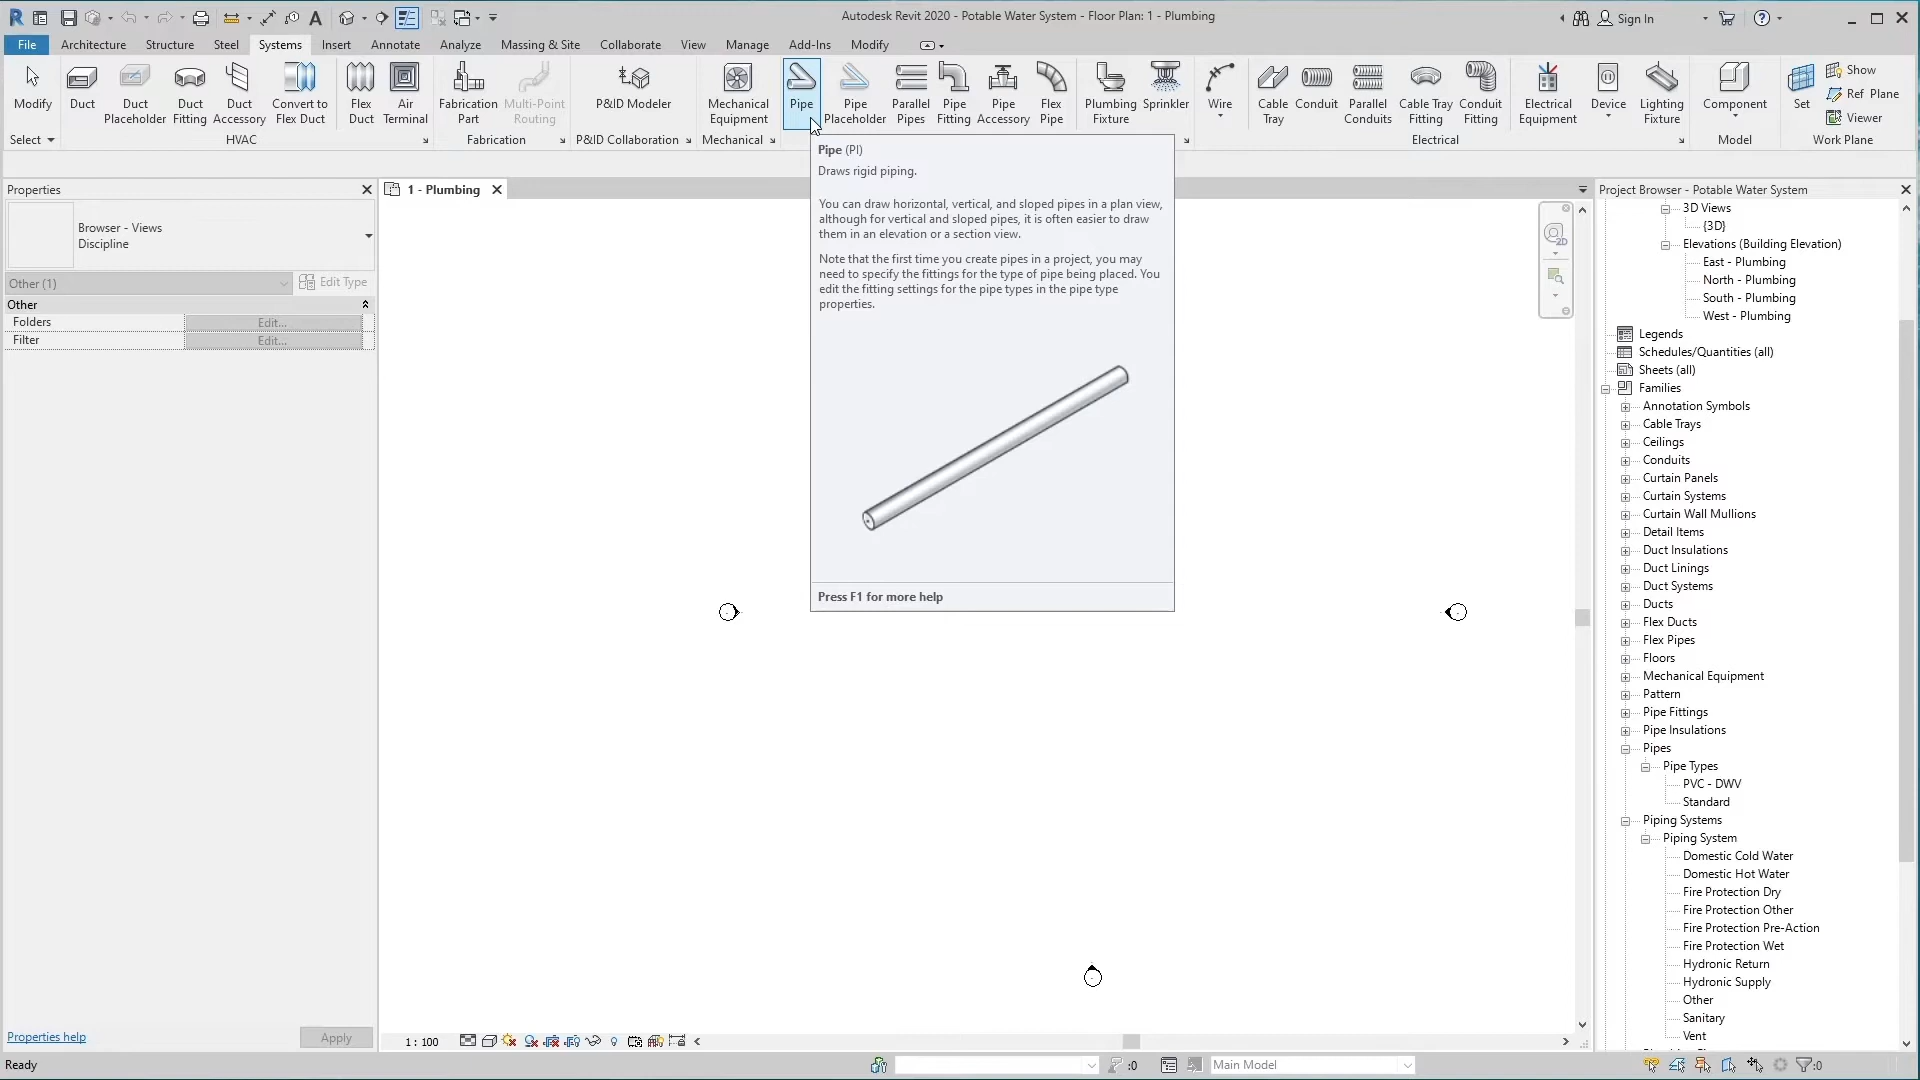 Autodesk Revit 2020 - Potable Water System - Floor Plan: 1 - Plumbing
Sign In
File
Architecture
Structure
Steel
Systems
Insert
Annotate
Analyze
Massing & Site
Collaborate
View
Manage
Add-Ins
Modify
Modify
Duct
Duct Placeholder
Duct Fitting
Duct Accessory
Convert to Flex Duct
Flex Duct
Air Terminal
Fabrication Part
Multi-Point Routing
P&ID Modeler
Mechanical Equipment
Pipe
Pipe Placeholder
Parallel Pipes
Pipe Fitting
Pipe Accessory
Flex Pipe
Plumbing Fixture
Sprinkler
Wire
Cable Tray
Conduit
Parallel Conduits
Cable Tray Fitting
Conduit Fitting
Electrical Equipment
Device
Lighting Fixture
Component
Set
Show
Ref Plane
Viewer
Select
HVAC
Fabrication
P&ID Collaboration
Mechanical
Electrical
Model
Work Plane
Pipe (PI)
Draws rigid piping.
You can draw horizontal, vertical, and sloped pipes in a plan view,
although for vertical and sloped pipes, it is often easier to draw
them in an elevation or a section view.
Note that the first time you create pipes in a project, you may
need to specify the fittings for the type of pipe being placed. You
edit the fitting settings for the pipe types in the pipe type
properties.
Press F1 for more help
Properties
Browser - Views
Discipline
Other (1)
Edit Type
Other
Folders
Edit...
Filter
Edit...
Properties help
Apply
1 - Plumbing
2D
Project Browser - Potable Water System
3D Views
{3D}
Elevations (Building Elevation)
East - Plumbing
North - Plumbing
South - Plumbing
West - Plumbing
Legends
Schedules/Quantities (all)
Sheets (all)
Families
Annotation Symbols
Cable Trays
Ceilings
Conduits
Curtain Panels
Curtain Systems
Curtain Wall Mullions
Detail Items
Duct Insulations
Duct Linings
Duct Systems
Ducts
Flex Ducts
Flex Pipes
Floors
Mechanical Equipment
Pattern
Pipe Fittings
Pipe Insulations
Pipes
Pipe Types
PVC - DWV
Standard
Piping Systems
Piping System
Domestic Cold Water
Domestic Hot Water
Fire Protection Dry
Fire Protection Other
Fire Protection Pre-Action
Fire Protection Wet
Hydronic Return
Hydronic Supply
Other
Sanitary
Vent
1 : 100
Ready
:0
Main Model
:0